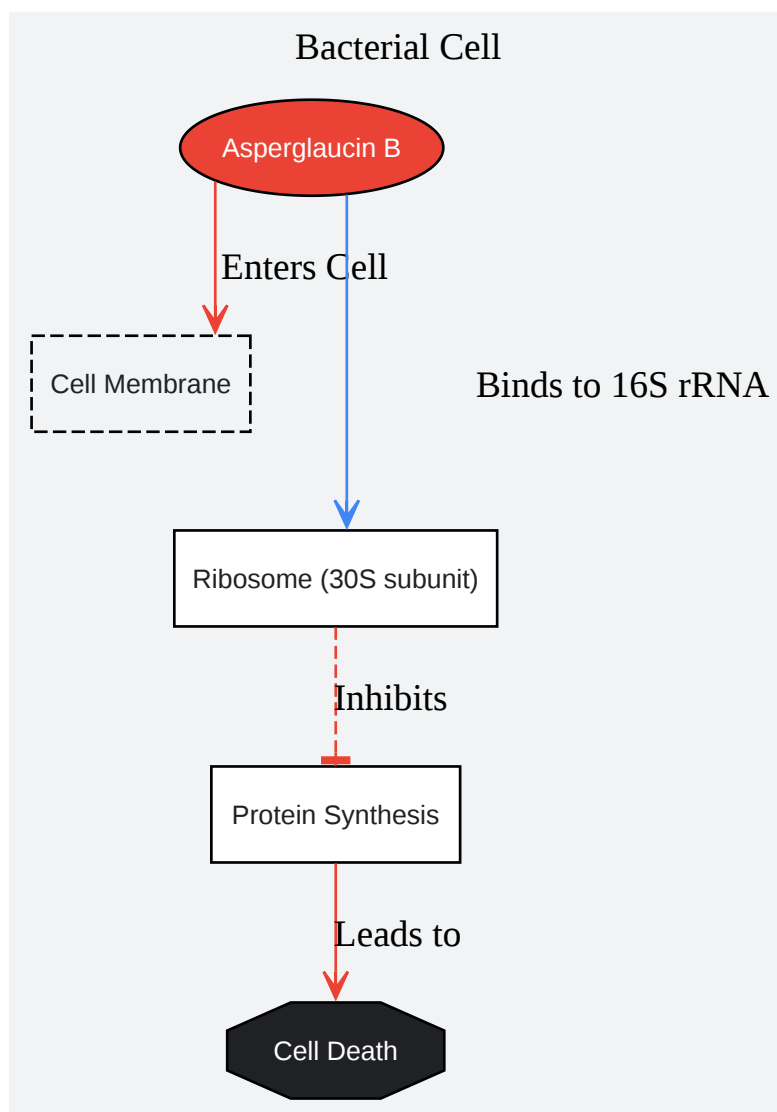 Bacterial Cell
Asperglaucin B
Enters Cell
Cell Membrane
Binds to 16S rRNA
Ribosome (30S subunit)
Inhibits
Protein Synthesis
Leads to
Cell Death